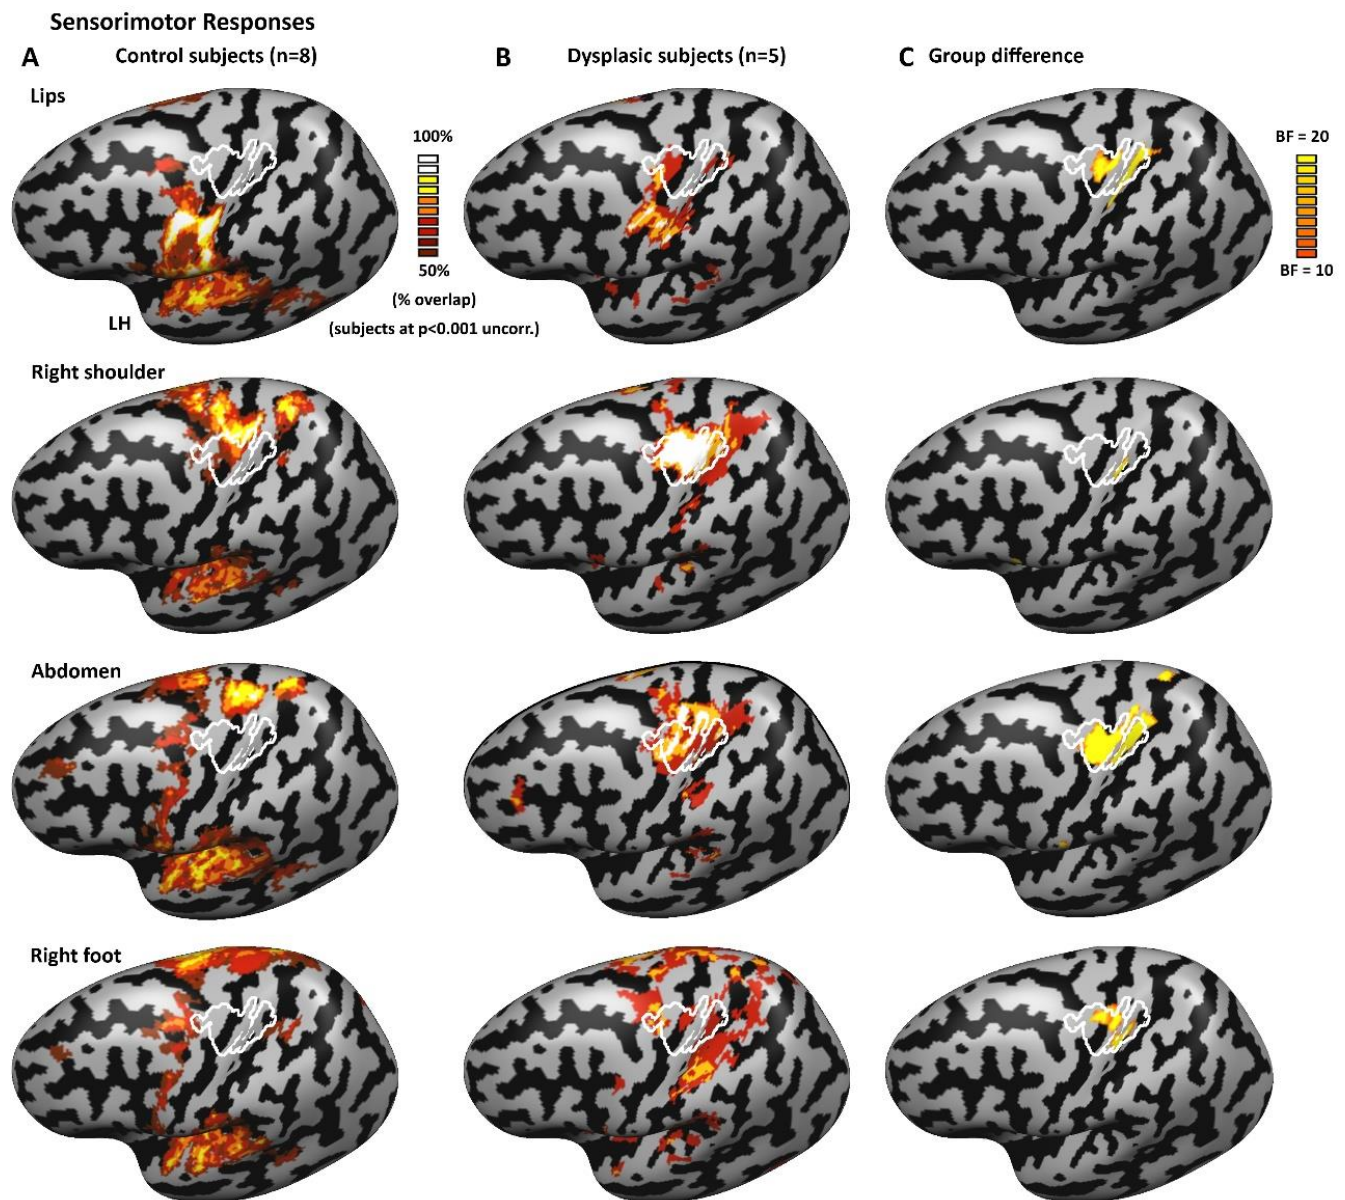 Sensorimotor Responses
A Control subjects (n=8)
B Dysplasic subjects (n=5)
C Group difference
Lips
100%
50%
(% overlap)
(subjects at p<0.001 uncorr.)
LH
BF = 20
BF = 10
Right shoulder
Abdomen
Right foot